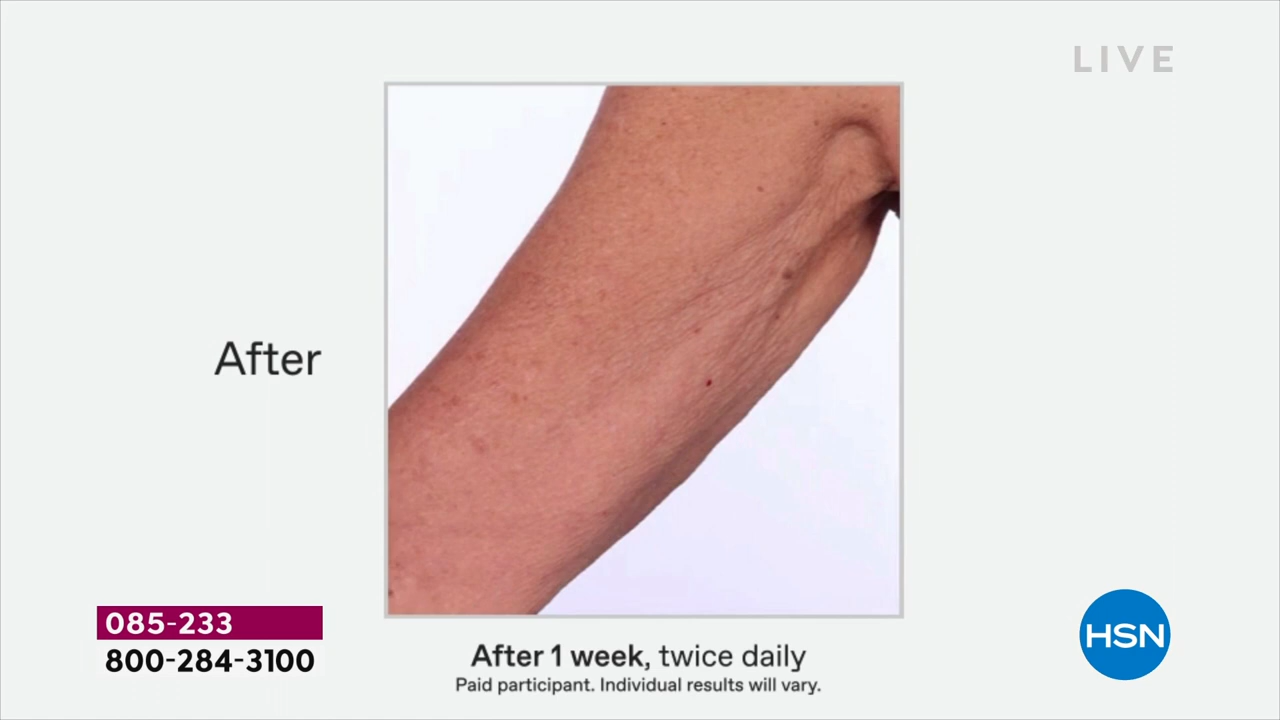 LIVE
After
085-233
800-284-3100
After 1 week, twice daily
Paid participant. Individual results will vary.
HSN